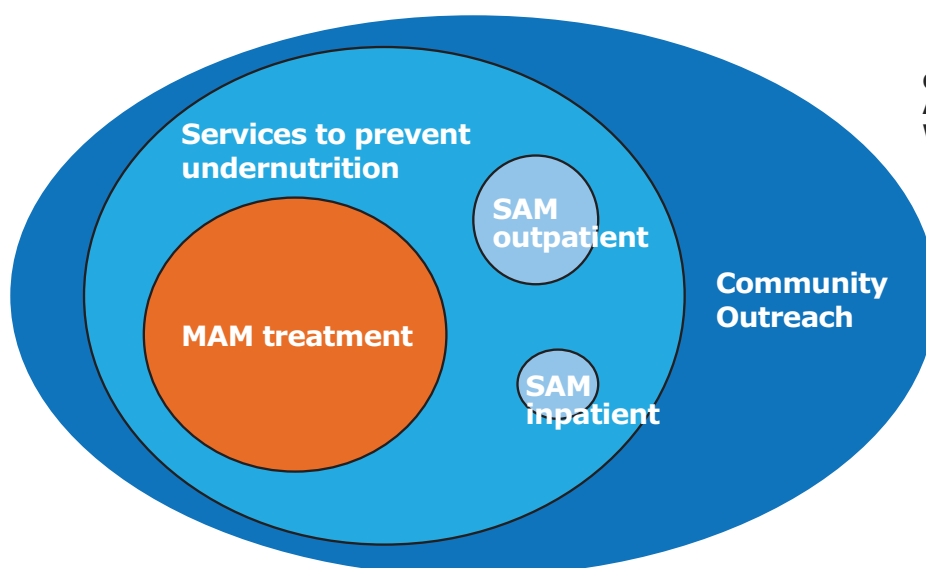 Services to prevent
undernutrition
SAM
outpatient
MAM treatment
Community
Outreach
SAM
inpatient